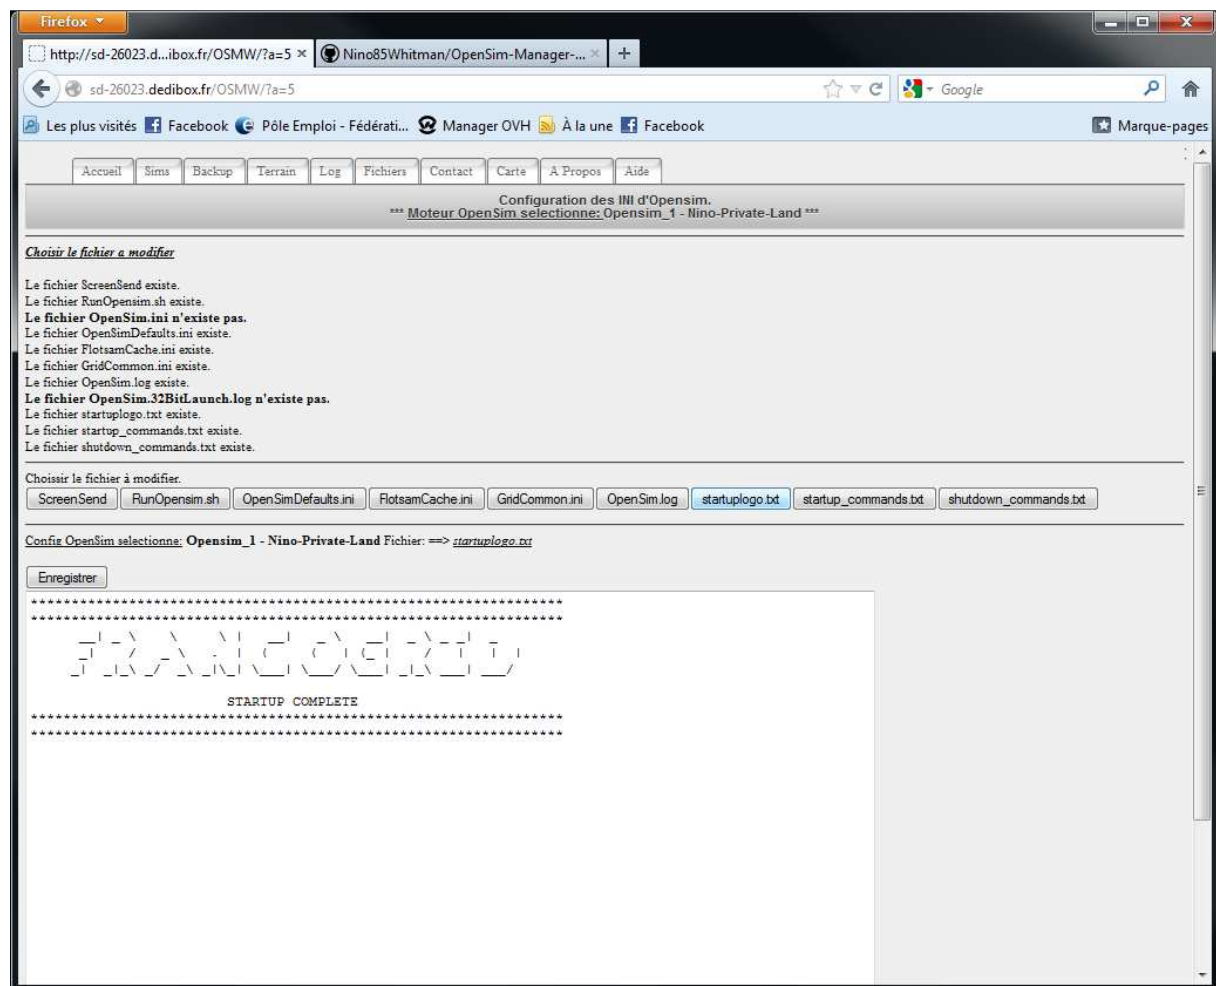 Firefox
http://sd-26023.d...ibox.fr/OSMW/?a=5 Nino85Whitman/OpenSim-Manager-...
sd-26023.dedibox.fr/OSMW/?a=5 Google
Les plus visités Facebook Pôle Emploi - Fédérati... Manager OVH À la une Facebook Marque-pages
Accueil Sims Backup Terrain Log Fichiers Contact Carte A Propos Aide
Configuration des INI d'Opensim.
*** Moteur OpenSim selectionne: Opensim_1 - Nino-Private-Land ***
Choisir le fichier a modifier
Le fichier ScreenSend existe.
Le fichier RunOpensim.sh existe.
Le fichier OpenSim.ini n'existe pas.
Le fichier OpenSimDefaults.ini existe.
Le fichier FlotsamCache.ini existe.
Le fichier GridCommon.ini existe.
Le fichier OpenSim.log existe.
Le fichier OpenSim.32BitLaunch.log n'existe pas.
Le fichier startuplogo.txt existe.
Le fichier startup_commands.txt existe.
Le fichier shutdown_commands.txt existe.
Choissir le fichier à modifier.
ScreenSend RunOpensim.sh OpenSimDefaults.ini FlotsamCache.ini GridCommon.ini OpenSim.log startuplogo.txt startup_commands.txt shutdown_commands.txt
Config OpenSim selectionne: Opensim_1 - Nino-Private-Land Fichier: ==> startuplogo.txt
Enregistrer
FRANCOGRID
STARTUP COMPLETE